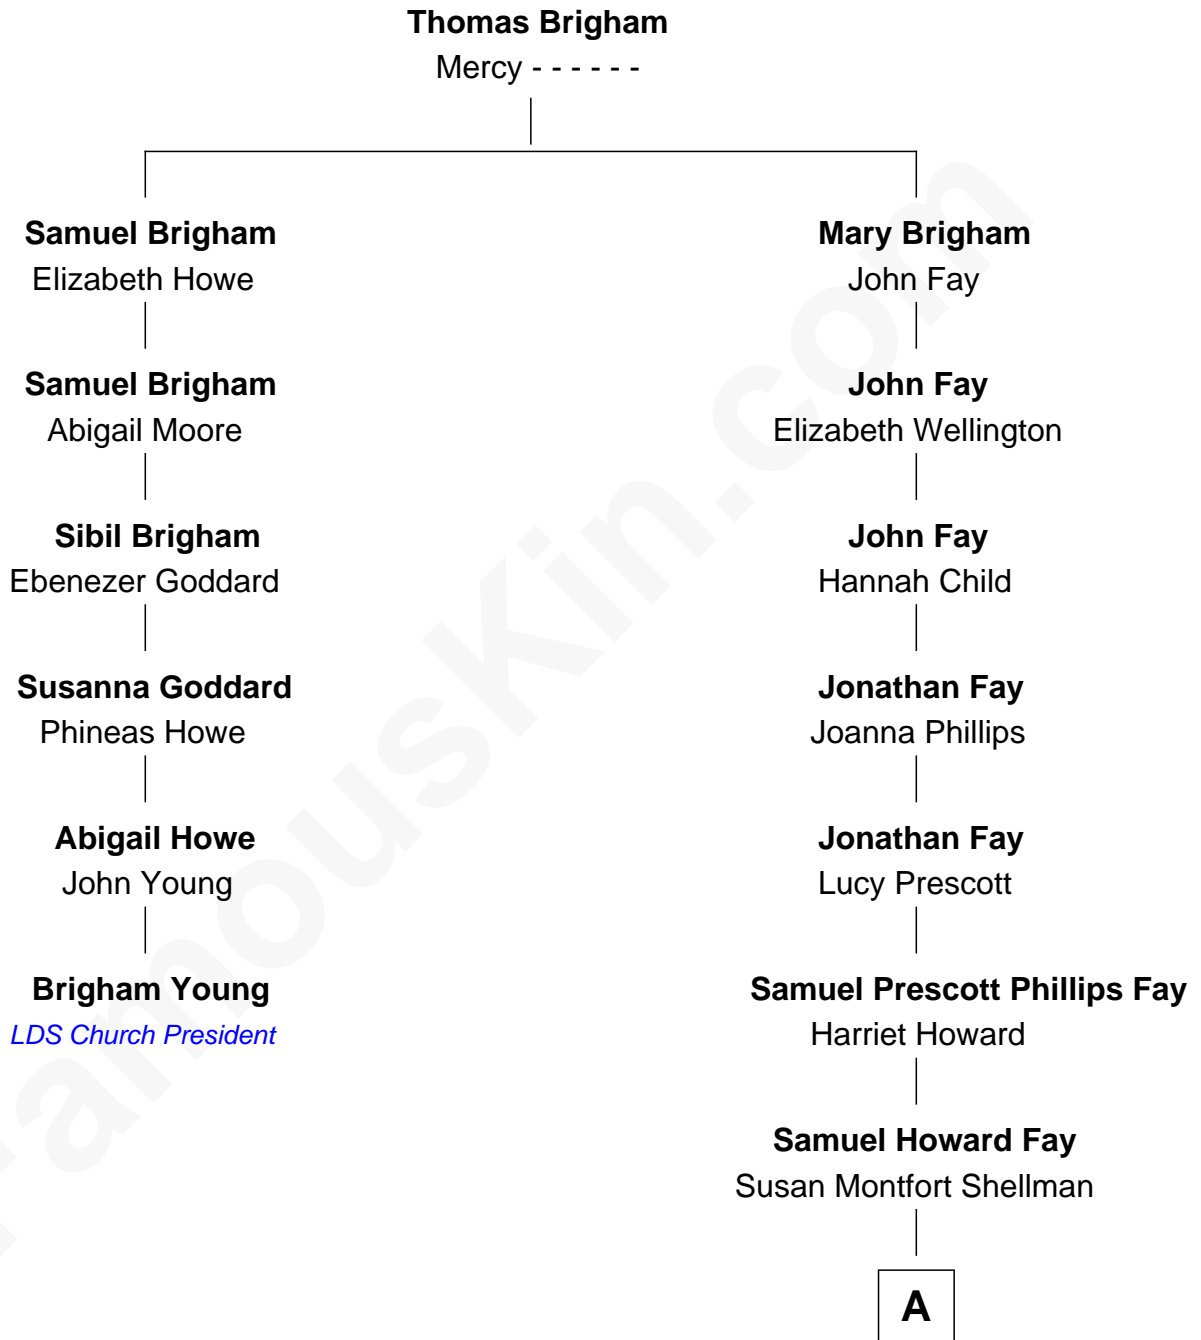 Thomas Brigham
Mercy - - - - - -
Samuel Brigham
Elizabeth Howe
Mary Brigham
John Fay
Samuel Brigham
Abigail Moore
John Fay
Elizabeth Wellington
Sibil Brigham
Ebenezer Goddard
John Fay
Hannah Child
Susanna Goddard
Phineas Howe
Jonathan Fay
Joanna Phillips
Abigail Howe
John Young
Jonathan Fay
Lucy Prescott
Brigham Young
LDS Church President
Samuel Prescott Phillips Fay
Harriet Howard
Samuel Howard Fay
Susan Montfort Shellman
A
FamousKin.com